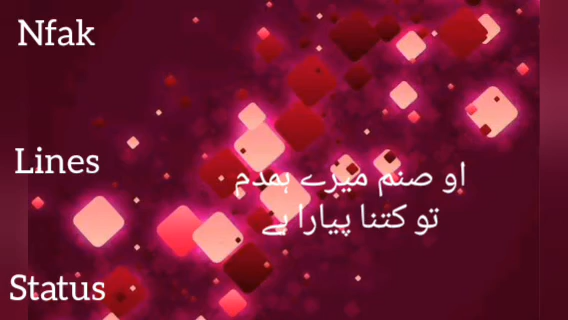 Nfak
Lines
او صنم میرے ہمدم
تو کتنا پیارا ہے
Status